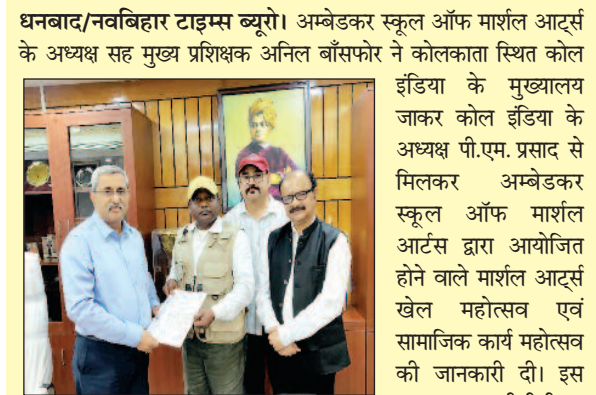 धनबाद/नवबिहार टाइम्स ब्यूरो। अम्बेडकर स्कूल ऑफ मार्शल आर्ट्स
के अध्यक्ष सह मुख्य प्रशिक्षक अनिल बाँसफोर ने कोलकाता स्थित कोल
इंडिया के मुख्यालय
जाकर कोल इंडिया के
अध्यक्ष पी.एम. प्रसाद से
मिलकर अम्बेडकर
स्कूल ऑफ मार्शल
आर्टस द्वारा आयोजित
होने वाले मार्शल आर्ट्स
खेल महोत्सव एवं
सामाजिक कार्य महोत्सव
की जानकारी दी। इस